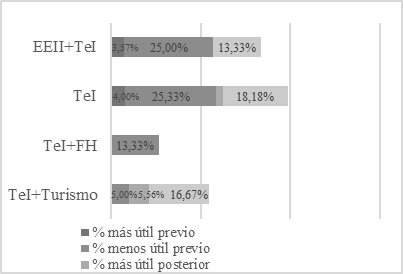 EEII+TeI 3,57% 25,00% 13,33%
TeI 4,00% 25,33% 18,18%
TeI+FH 13,33%
TeI+Turismo 5,00% 5,56% 16,67%
% más útil previo
% menos útil previo
% más útil posterior